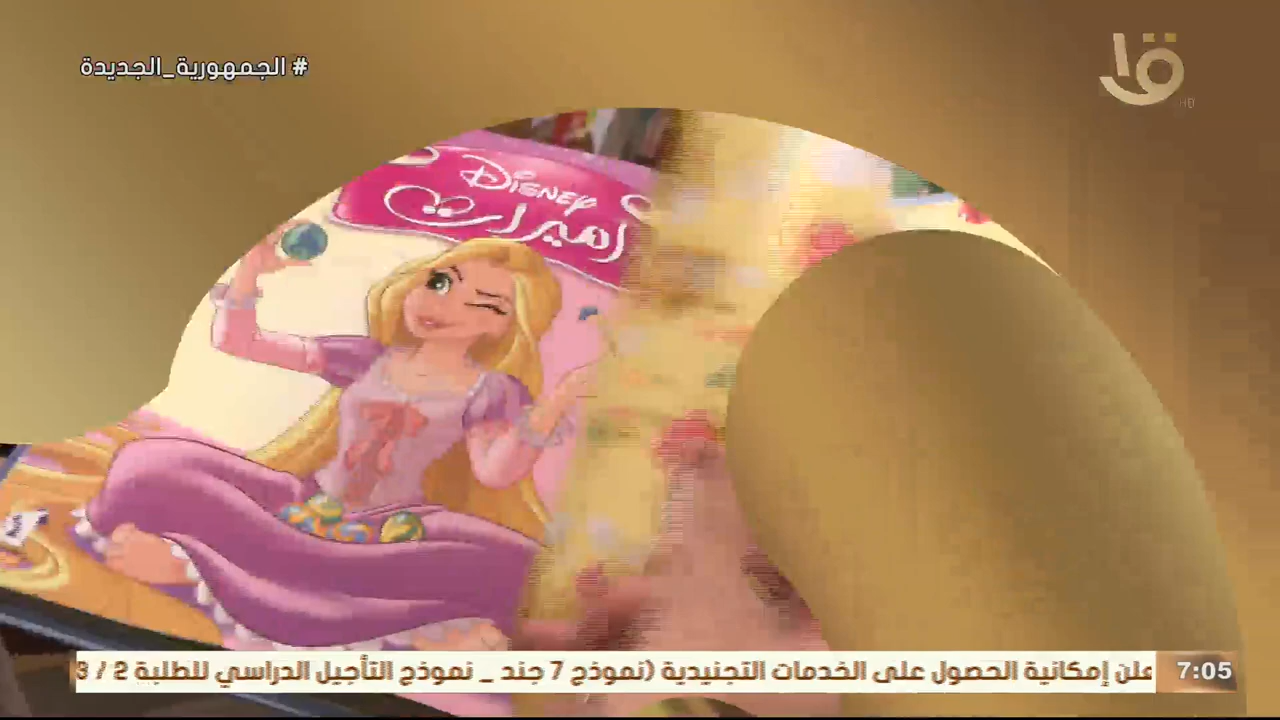 # الجمهورية_الجديدة
HD
DISNEY
أميرات
علن إمكانية الحصول على الخدمات التجنيدية (نموذج 7 جند _ نموذج التأجيل الدراسي للطلبة 2 / 3
7:05